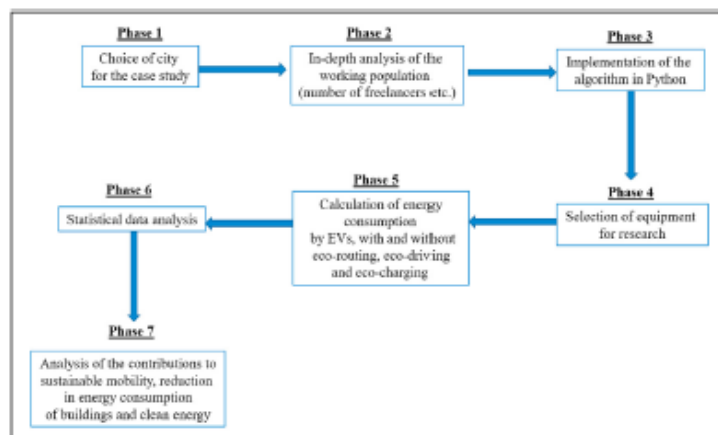 Phase 1
Choice of city
for the case study
Phase 2
In-depth analysis of the
working population
(number of freelancers etc.)
Phase 3
Implementation of the
algorithm in Python
Phase 4
Selection of equipment
for research
Phase 5
Calculation of energy
consumption
by EVs, with and without
eco-routing, eco-driving
and eco-charging
Phase 6
Statistical data analysis
Phase 7
Analysis of the contributions to
sustainable mobility, reduction
in energy consumption
of buildings and clean energy